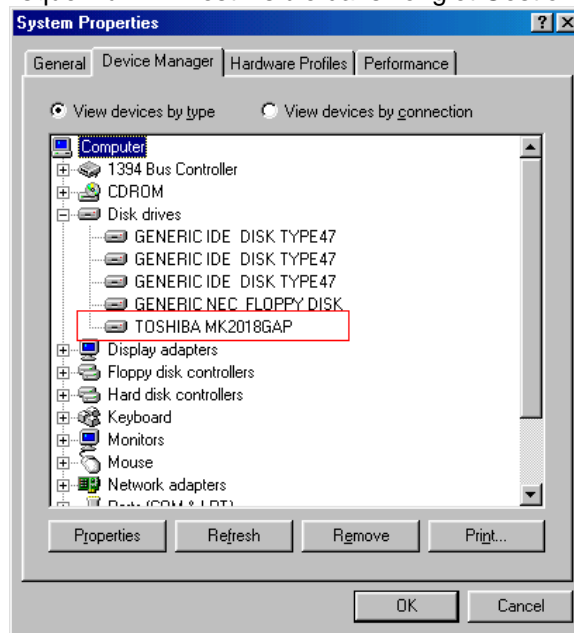 System Properties
General Device Manager Hardware Profiles Performance
View devices by type View devices by connection
Computer
1394 Bus Controller
CDROM
Disk drives
GENERIC IDE DISK TYPE47
GENERIC IDE DISK TYPE47
GENERIC IDE DISK TYPE47
GENERIC NEC FLOPPY DISK
TOSHIBA MK2018GAP
Display adapters
Floppy disk controllers
Hard disk controllers
Keyboard
Monitors
Mouse
Network adapters
Ports (COM & LPT)
Properties Refresh Remove Print...
OK Cancel